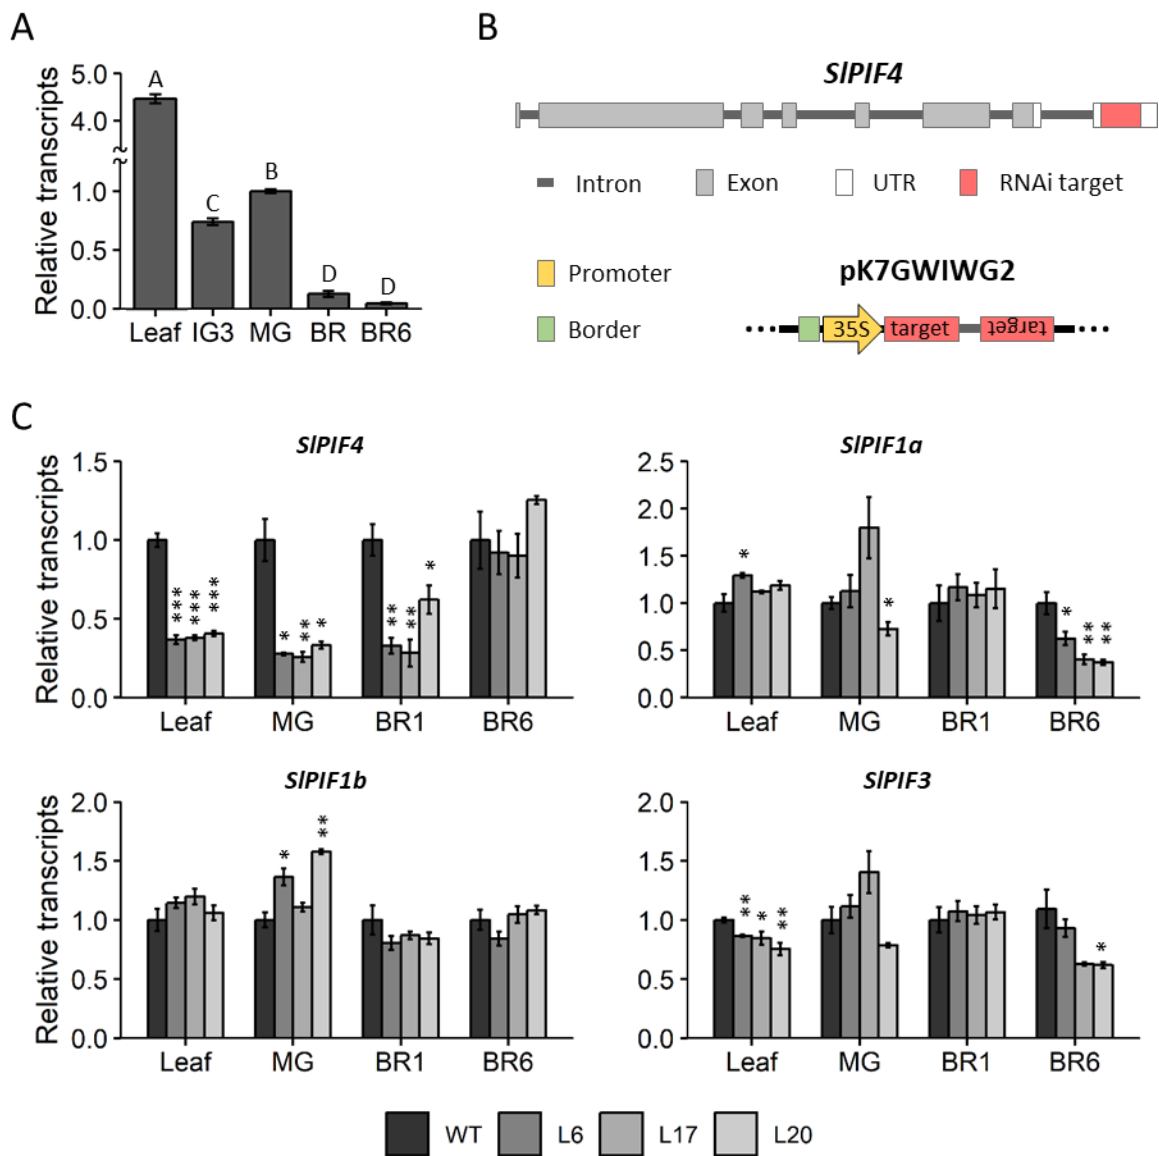 A
Relative transcripts
5.0
4.0
1.0
0.5
0.0
A
C
B
D
D
Leaf IG3 MG BR BR6
B
SlPIF4
Intron Exon UTR RNAi target
Promoter
Border
pK7GWIWG2
35S target target
C
SlPIF4
Relative transcripts
1.5
1.0
0.5
0.0
*** *** ***
* ** *
** ** *
Leaf MG BR1 BR6
SlPIF1a
2.5
2.0
1.5
1.0
0.5
0.0
*
*
* ** **
Leaf MG BR1 BR6
SlPIF1b
Relative transcripts
2.0
1.5
1.0
0.5
0.0
* **
Leaf MG BR1 BR6
SlPIF3
2.0
1.5
1.0
0.5
0.0
** * **
*
Leaf MG BR1 BR6
WT L6 L17 L20